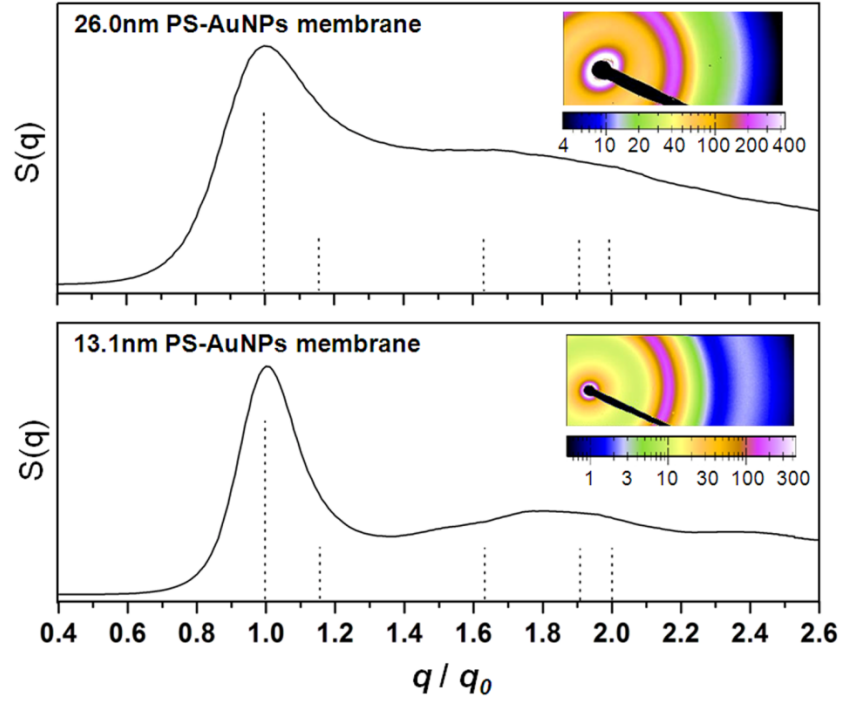 26.0nm PS-AuNPs membrane
S(q)
4 10 20 40 100 200 400
13.1nm PS-AuNPs membrane
S(q)
1 3 10 30 100 300
0.4 0.6 0.8 1.0 1.2 1.4 1.6 1.8 2.0 2.2 2.4 2.6
q / q₀